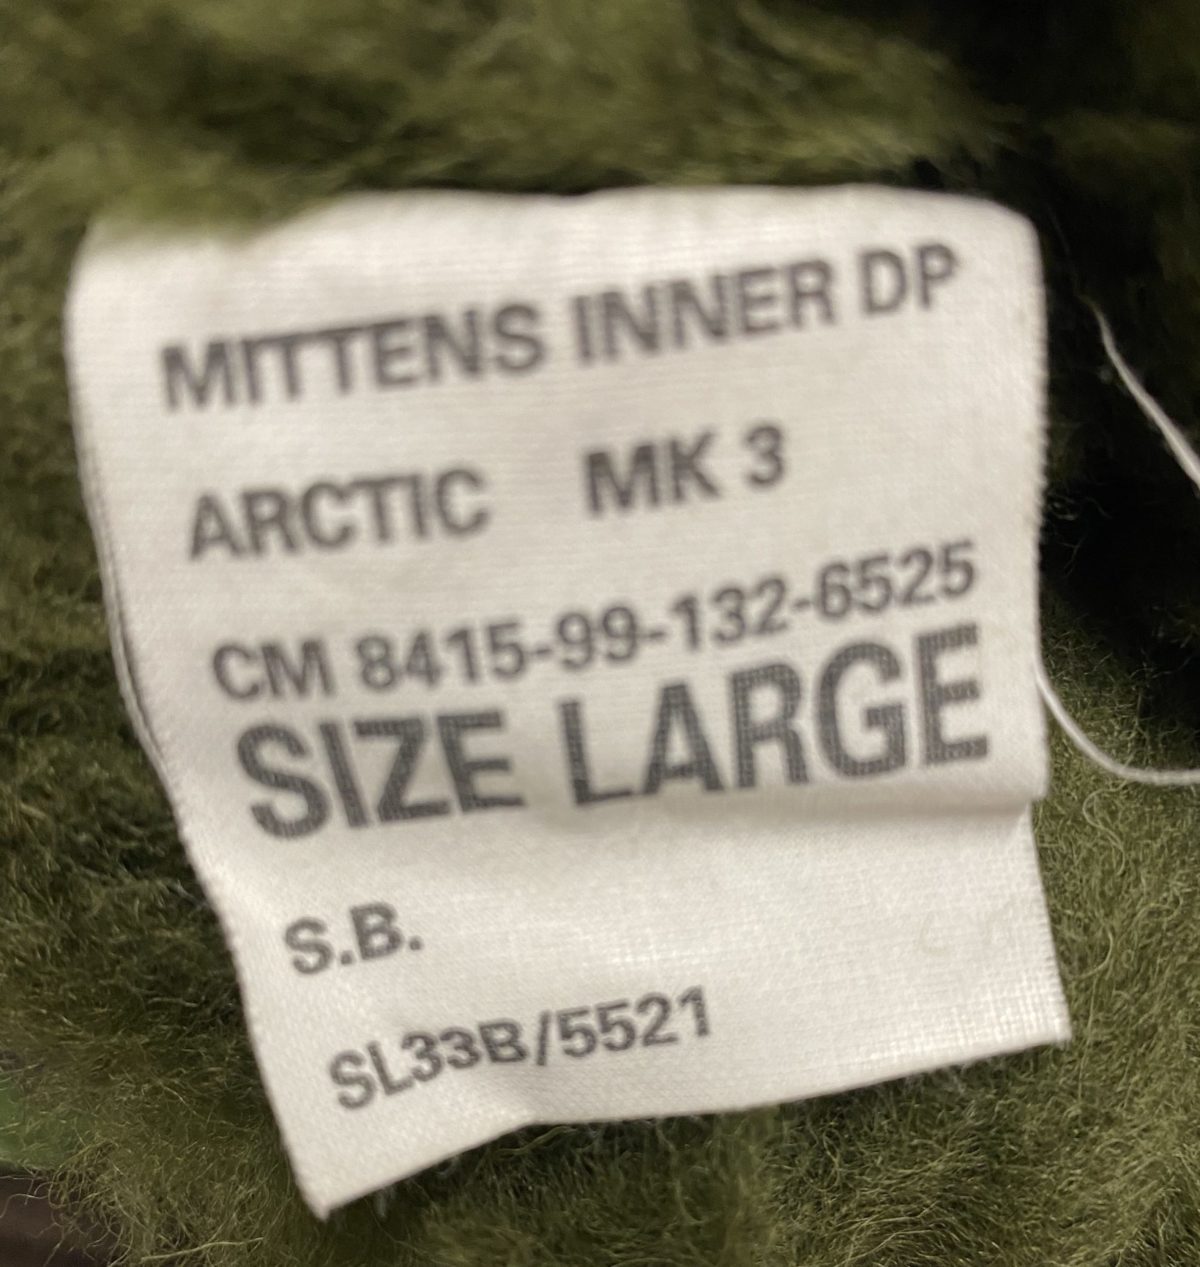 MITTENS INNER DP
ARCTIC MK 3
CM 8415-99-132-6525
SIZE LARGE
S.B.
SL33B/5521